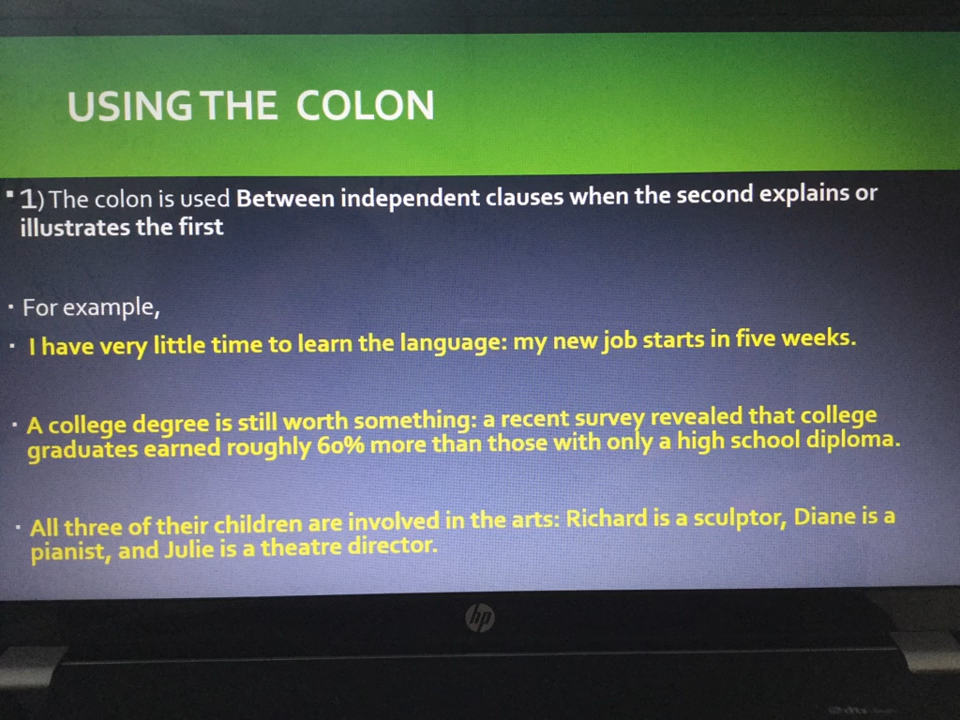 USING THE COLON
1) The colon is used Between independent clauses when the second explains or
illustrates the first
For example,
I have very little time to learn the language: my new job starts in five weeks.
A college degree is still worth something: a recent survey revealed that college
graduates earned roughly 60% more than those with only a high school diploma.
All three of their children are involved in the arts: Richard is a sculptor, Diane is a
pianist, and Julie is a theatre director.
hp